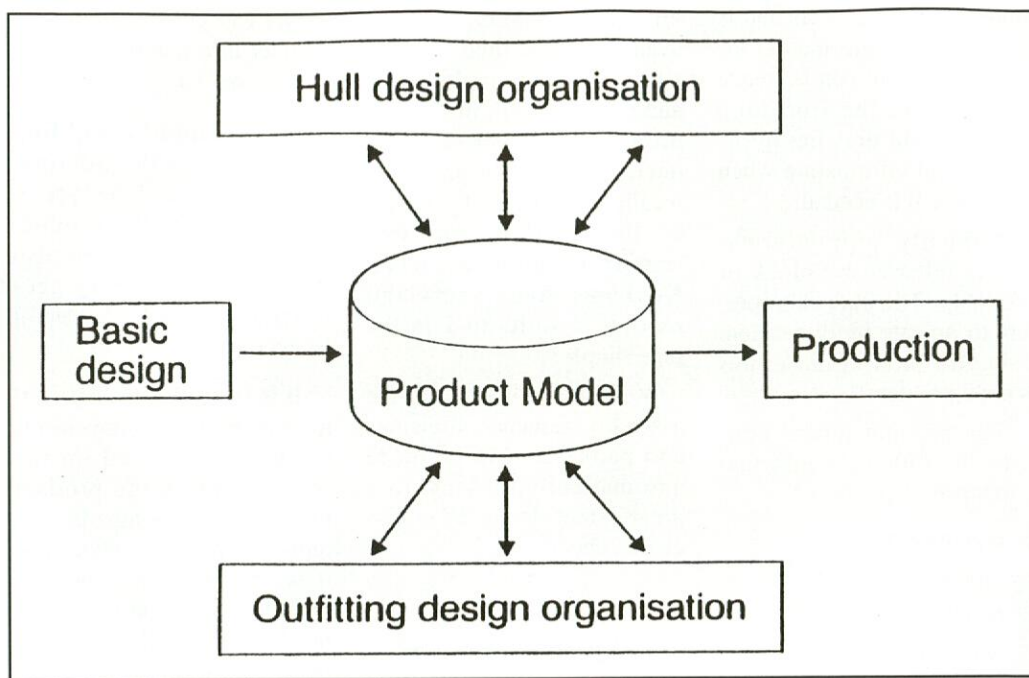 Hull design organisation
Basic
design
Product Model
Production
Outfitting design organisation